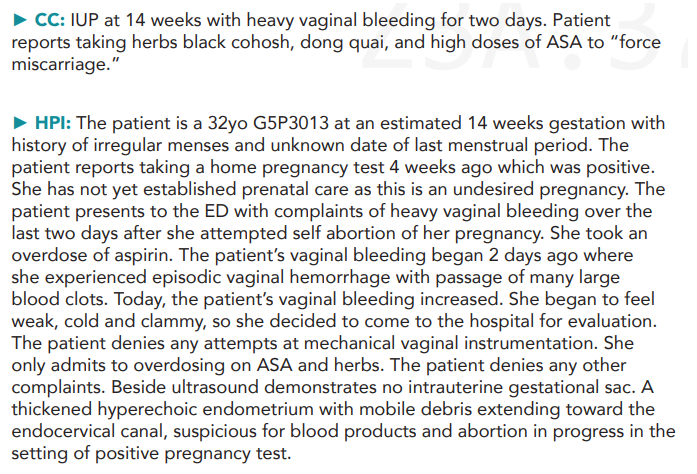 ► CC: IUP at 14 weeks with heavy vaginal bleeding for two days. Patient
reports taking herbs black cohosh, dong quai, and high doses of ASA to “force
miscarriage.”
► HPI: The patient is a 32yo G5P3013 at an estimated 14 weeks gestation with
history of irregular menses and unknown date of last menstrual period. The
patient reports taking a home pregnancy test 4 weeks ago which was positive.
She has not yet established prenatal care as this is an undesired pregnancy. The
patient presents to the ED with complaints of heavy vaginal bleeding over the
last two days after she attempted self abortion of her pregnancy. She took an
overdose of aspirin. The patient’s vaginal bleeding began 2 days ago where
she experienced episodic vaginal hemorrhage with passage of many large
blood clots. Today, the patient’s vaginal bleeding increased. She began to feel
weak, cold and clammy, so she decided to come to the hospital for evaluation.
The patient denies any attempts at mechanical vaginal instrumentation. She
only admits to overdosing on ASA and herbs. The patient denies any other
complaints. Beside ultrasound demonstrates no intrauterine gestational sac. A
thickened hyperechoic endometrium with mobile debris extending toward the
endocervical canal, suspicious for blood products and abortion in progress in the
setting of positive pregnancy test.